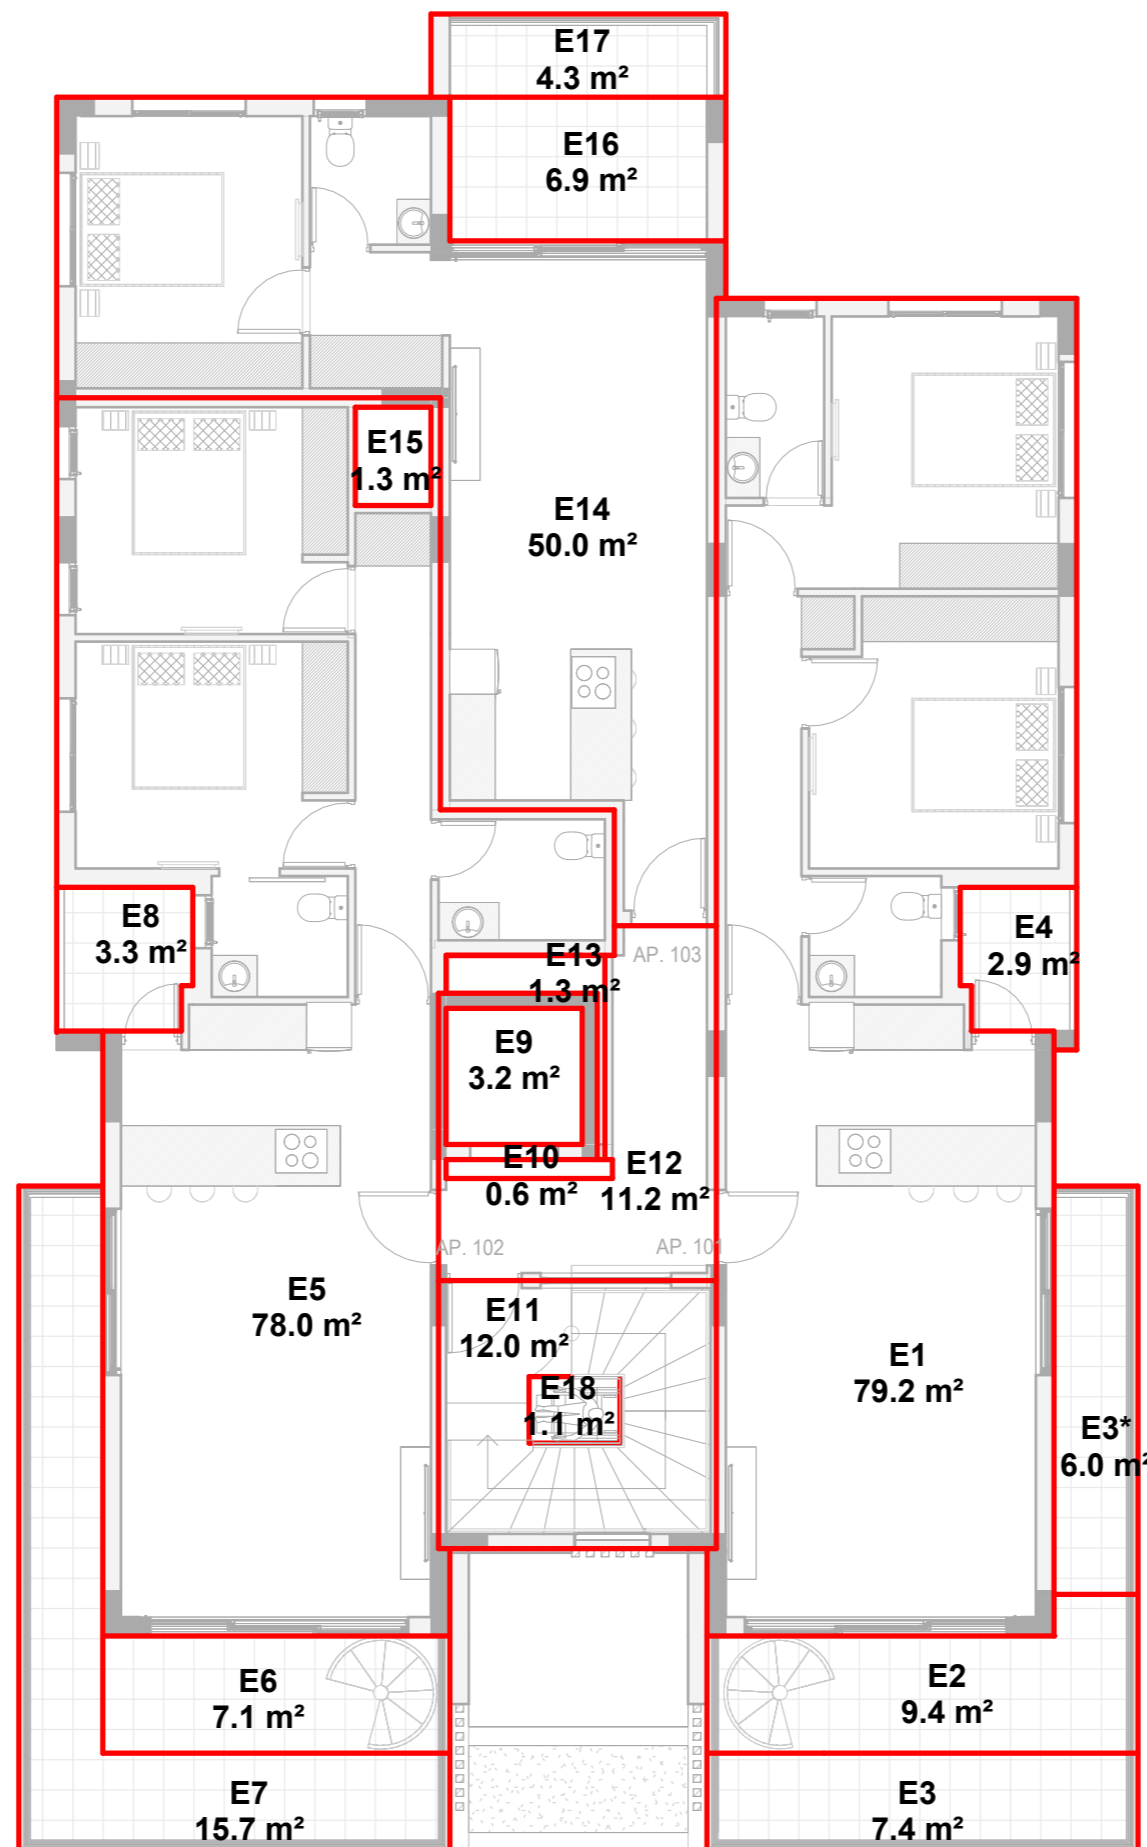 E17
4.3 m²
E16
6.9 m²
E15
1.3 m²
E14
50.0 m²
E8
3.3 m²
E13
1.3 m²
AP. 103
E4
2.9 m²
E9
3.2 m²
E10
0.6 m²
E12
11.2 m²
AP. 102
AP. 101
E5
78.0 m²
E11
12.0 m²
E18
1.1 m²
E1
79.2 m²
E3*
6.0 m²
E6
7.1 m²
E2
9.4 m²
E7
15.7 m²
E3
7.4 m²